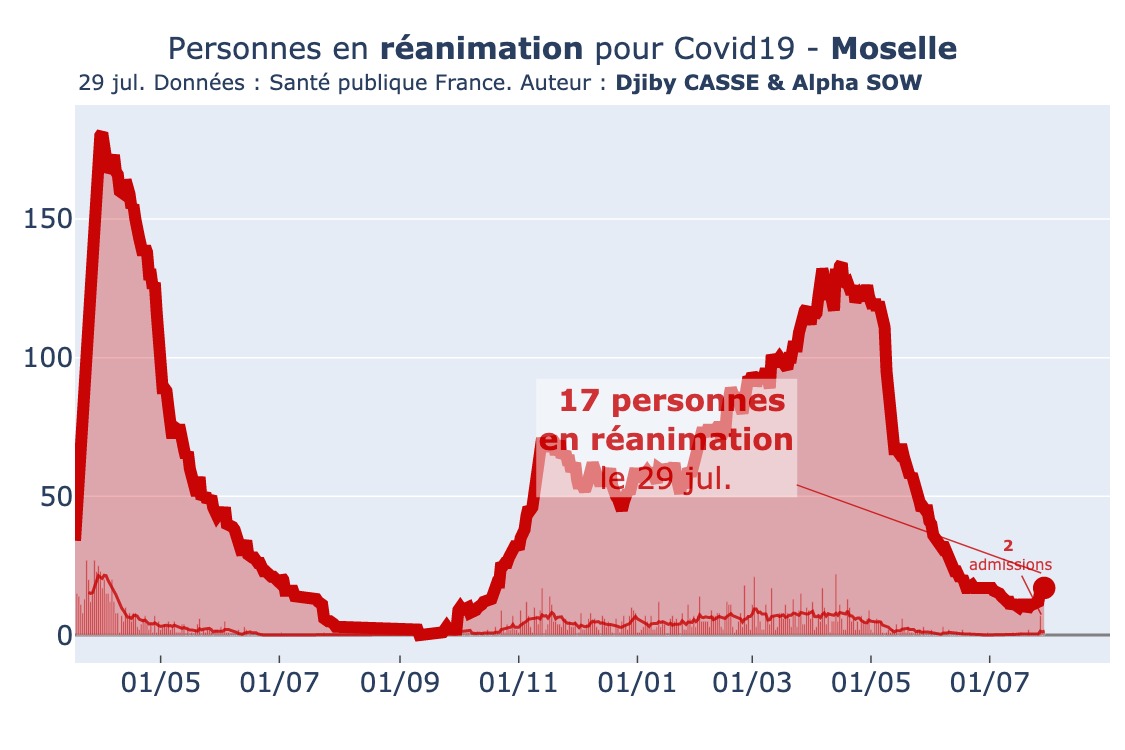 Personnes en réanimation pour Covid19 - Moselle
29 jul. Données : Santé publique France. Auteur : Djiby CASSE & Alpha SOW
150
100
50
0
17 personnes
en réanimation
le 29 jul.
2
admissions
01/05 01/07 01/09 01/11 01/01 01/03 01/05 01/07